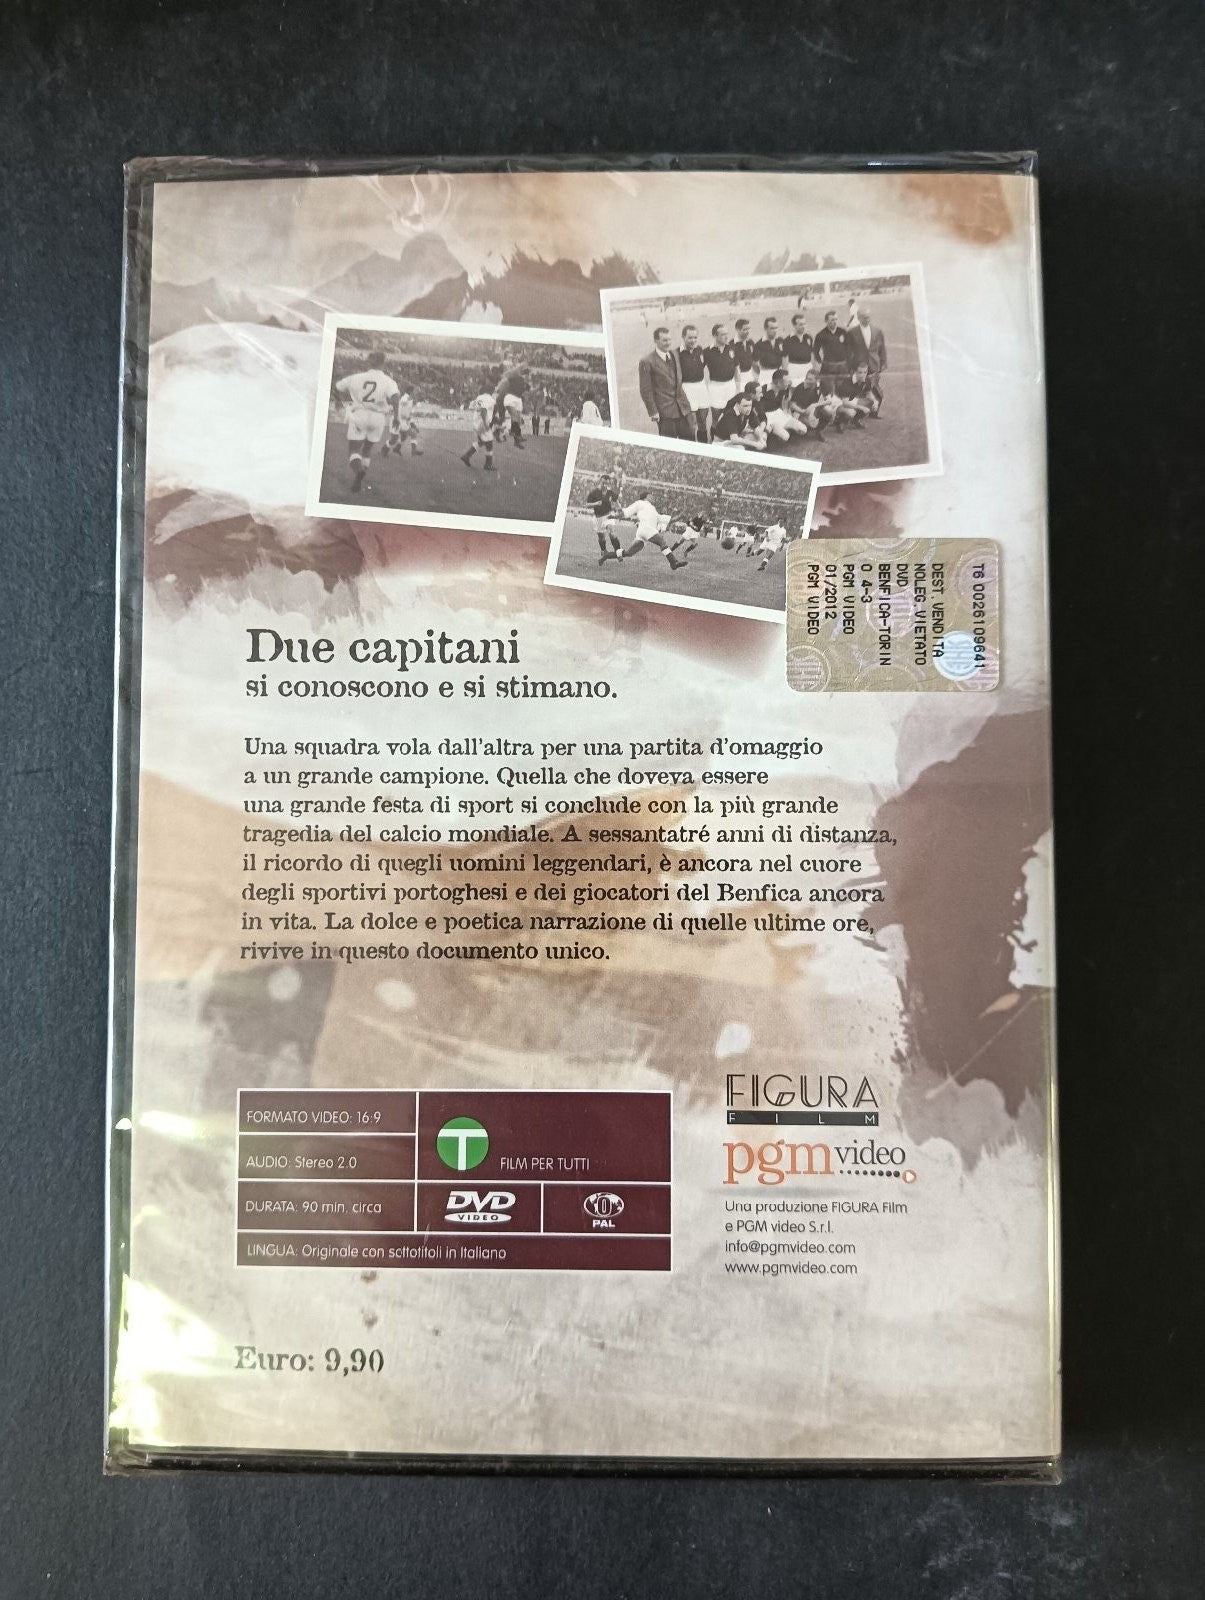 2
T6 0026109641
DEST.VENDITA
NOLEG.VIETATO
DVD
BENFICA-TORIN
O 4-3
PGM VIDEO
01/2012
PGM VIDEO
Due capitani
si conoscono e si stimano.
Una squadra vola dall'altra per una partita d'omaggio
a un grande campione. Quella che doveva essere
una grande festa di sport si conclude con la più grande
tragedia del calcio mondiale. A sessantatré anni di distanza,
il ricordo di quegli uomini leggendari, è ancora nel cuore
degli sportivi portoghesi e dei giocatori del Benfica ancora
in vita. La dolce e poetica narrazione di quelle ultime ore,
rivive in questo documento unico.
FORMATO VIDEO: 16:9
AUDIO: Stereo 2.0
DURATA: 90 min. circa
LINGUA: Originale con sottotitoli in Italiano
T
FILM PER TUTTI
DVD
VIDEO
0
PAL
FIGURA
FILM
pgm video
Una produzione FIGURA Film
e PGM video S.r.l.
info@pgmvideo.com
www.pgmvideo.com
Euro: 9,90